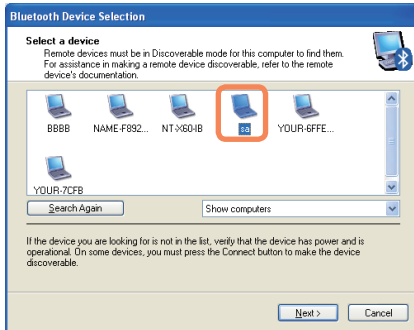 Bluetooth Device Selection
Select a device
Remote devices must be in Discoverable mode for this computer to find them.
For assistance in making a remote device discoverable, refer to the remote
device's documentation.
BBBB NAME-F892... NT-X60-IB sa YOUR-6FFE...
YOUR-7CFB
Search Again Show computers
If the device you are looking for is not in the list, verify that the device has power and is
operational. On some devices, you must press the Connect button to make the device
discoverable.
Next > Cancel